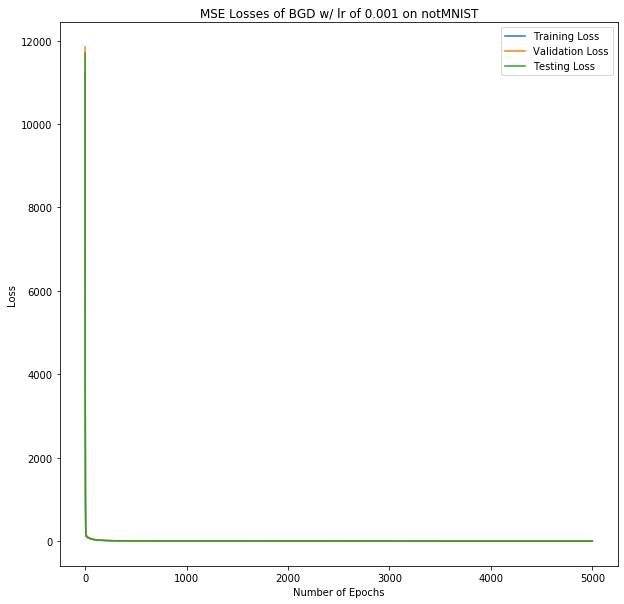 MSE Losses of BGD w/ lr of 0.001 on notMNIST
Training Loss
Validation Loss
Testing Loss
12000
10000
8000
6000
4000
2000
0
Loss
0 1000 2000 3000 4000 5000
Number of Epochs